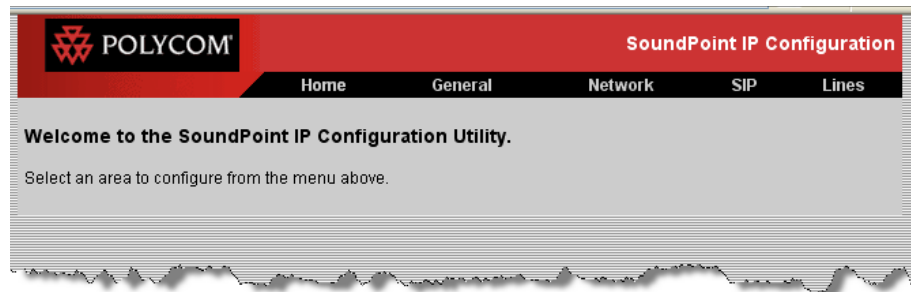 POLYCOM
SoundPoint IP Configuration
Home General Network SIP Lines
Welcome to the SoundPoint IP Configuration Utility.
Select an area to configure from the menu above.